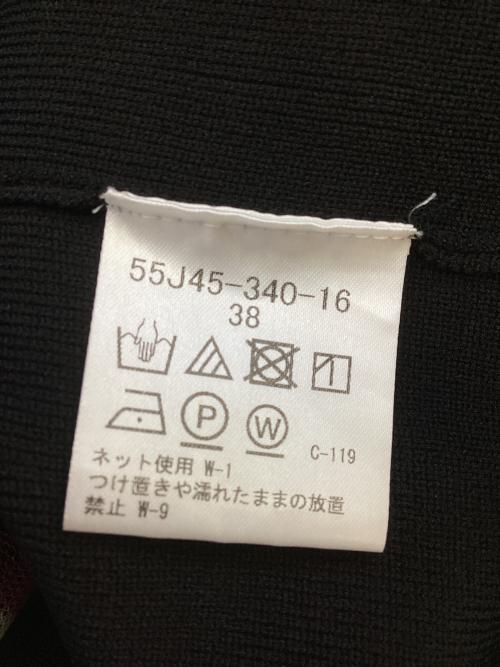 55J45-340-16
38
P W C-119
ネット使用 W-1
つけ置きや濡れたままの放置
禁止 W-9